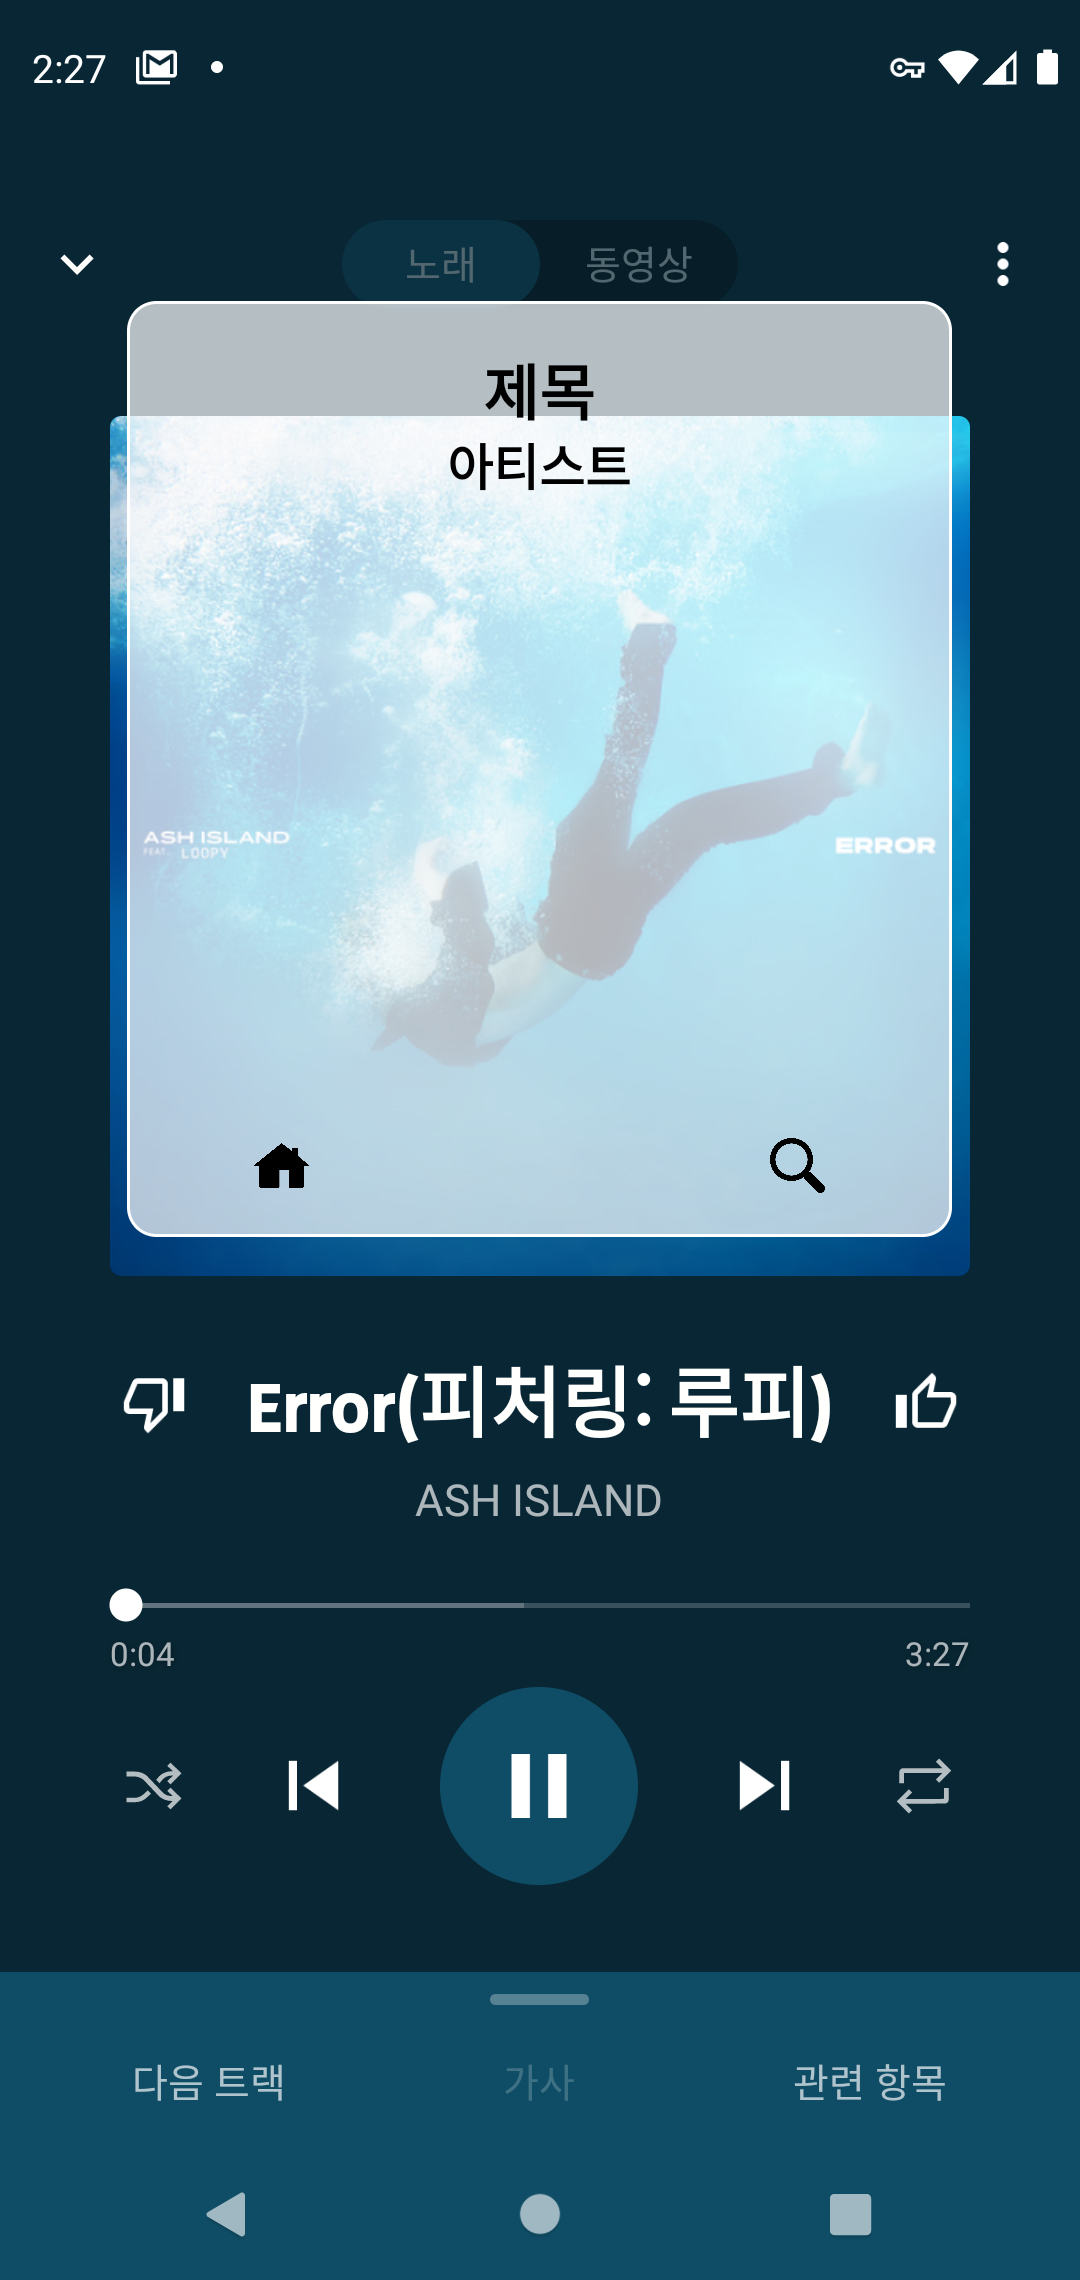 2:27
노래
동영상
제목
아티스트
ASH ISLAND
FEAT. LOOPY
ERROR
Error(피처링: 루피)
ASH ISLAND
0:04
3:27
다음 트랙
가사
관련 항목